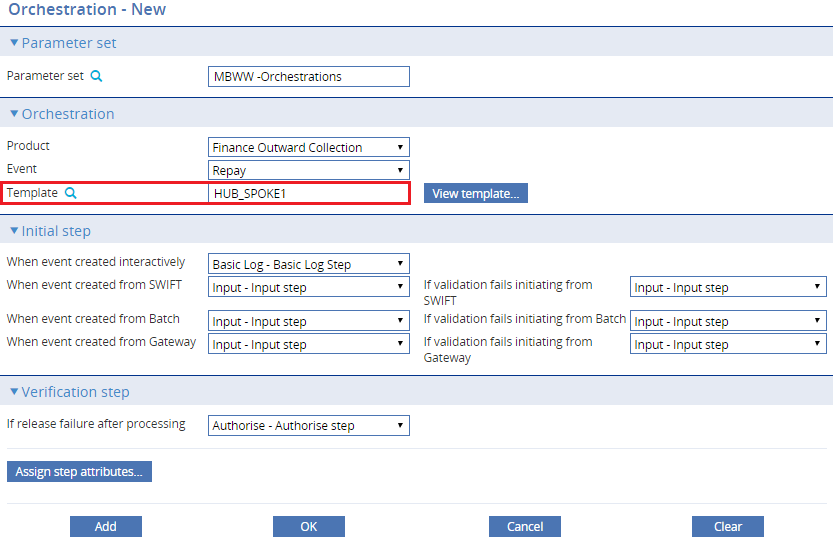 Orchestration - New
Parameter set
Parameter set MBWW -Orchestrations
Orchestration
Product Finance Outward Collection
Event Repay
Template HUB_SPOKE1 View template...
Initial step
When event created interactively Basic Log - Basic Log Step
When event created from SWIFT Input - Input step If validation fails initiating from SWIFT Input - Input step
When event created from Batch Input - Input step If validation fails initiating from Batch Input - Input step
When event created from Gateway Input - Input step If validation fails initiating from Gateway Input - Input step
Verification step
If release failure after processing Authorise - Authorise step
Assign step attributes...
Add OK Cancel Clear